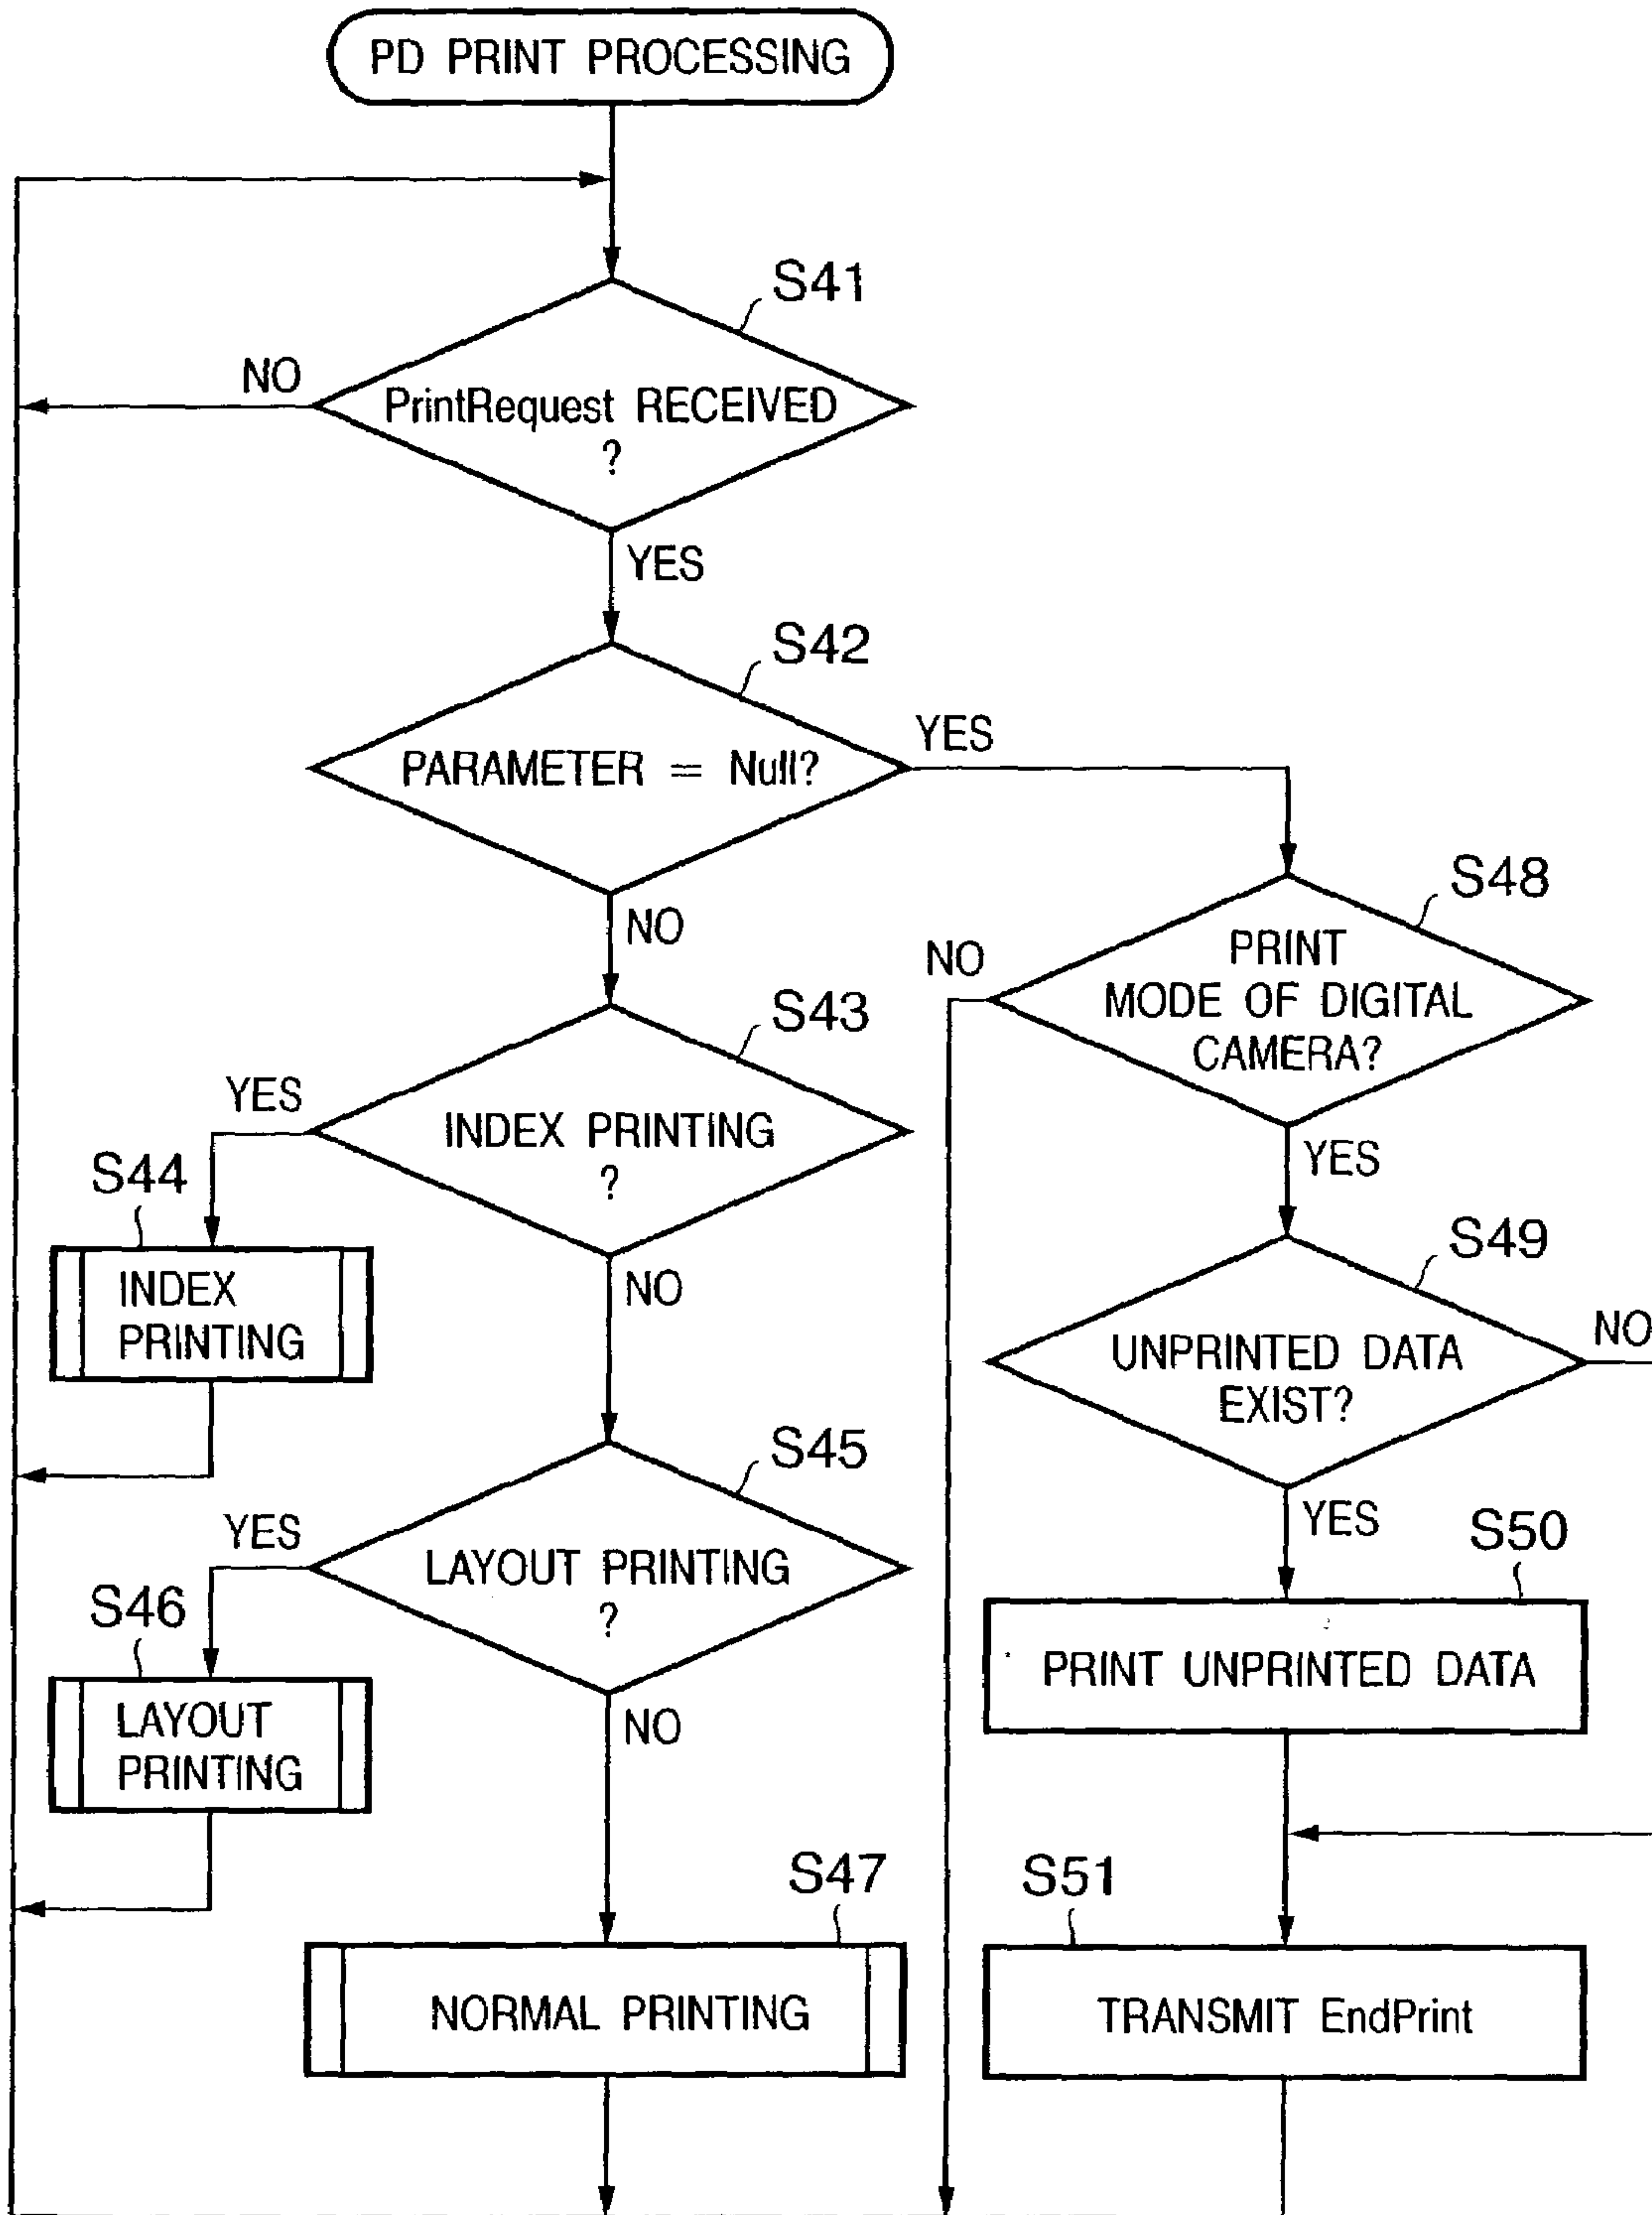 PD PRINT PROCESSING
S41
NO
PrintRequest RECEIVED
?
YES
S42
YES
PARAMETER = Null?
NO
S48
NO
PRINT
MODE OF DIGITAL
CAMERA?
YES
S43
YES
INDEX PRINTING
?
NO
S44
INDEX
PRINTING
S49
NO
UNPRINTED DATA
EXIST?
YES
S45
YES
LAYOUT PRINTING
?
NO
S46
LAYOUT
PRINTING
S50
PRINT UNPRINTED DATA
S47
NORMAL PRINTING
S51
TRANSMIT EndPrint